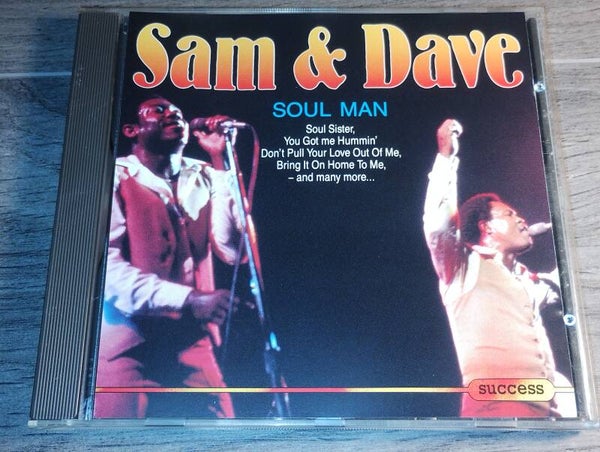 Sam & Dave
SOUL MAN
Soul Sister,
You Got me Hummin'
Don't Pull Your Love Out Of Me,
Bring It On Home To Me,
– and many more...
success